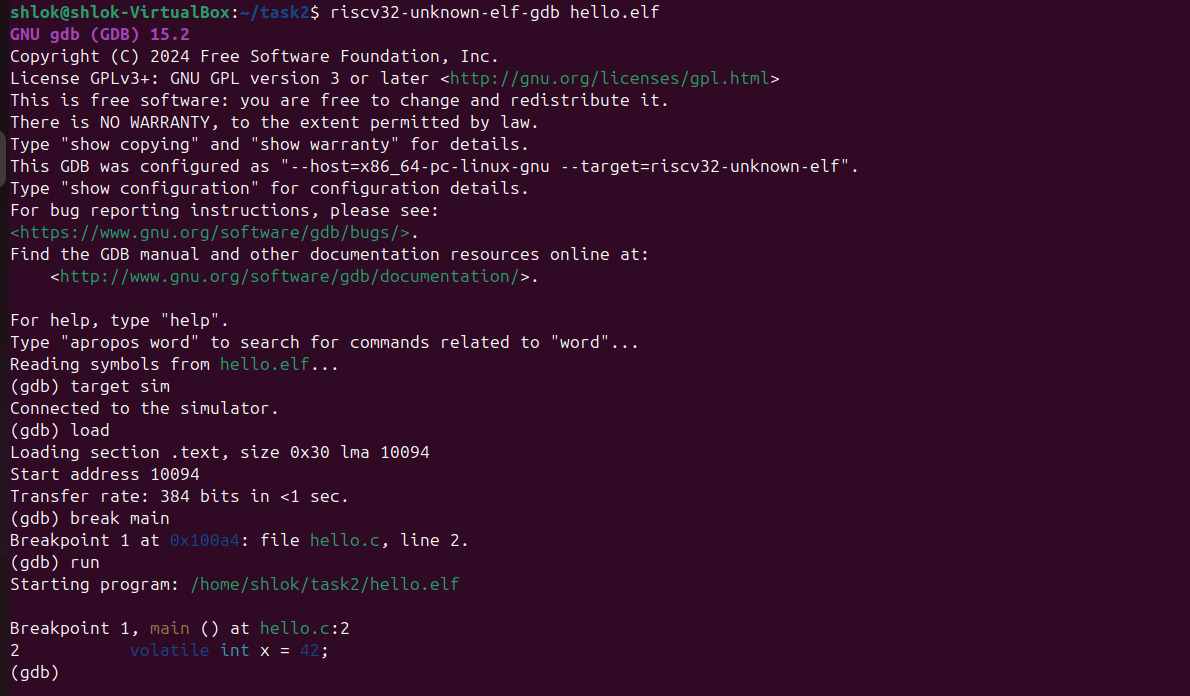 shlok@shlok-VirtualBox:~/task2$ riscv32-unknown-elf-gdb hello.elf
GNU gdb (GDB) 15.2
Copyright (C) 2024 Free Software Foundation, Inc.
License GPLv3+: GNU GPL version 3 or later <http://gnu.org/licenses/gpl.html>
This is free software: you are free to change and redistribute it.
There is NO WARRANTY, to the extent permitted by law.
Type "show copying" and "show warranty" for details.
This GDB was configured as "--host=x86_64-pc-linux-gnu --target=riscv32-unknown-elf".
Type "show configuration" for configuration details.
For bug reporting instructions, please see:
<https://www.gnu.org/software/gdb/bugs/>.
Find the GDB manual and other documentation resources online at:
    <http://www.gnu.org/software/gdb/documentation/>.

For help, type "help".
Type "apropos word" to search for commands related to "word"...
Reading symbols from hello.elf...
(gdb) target sim
Connected to the simulator.
(gdb) load
Loading section .text, size 0x30 lma 10094
Start address 10094
Transfer rate: 384 bits in <1 sec.
(gdb) break main
Breakpoint 1 at 0x100a4: file hello.c, line 2.
(gdb) run
Starting program: /home/shlok/task2/hello.elf

Breakpoint 1, main () at hello.c:2
2           volatile int x = 42;
(gdb)